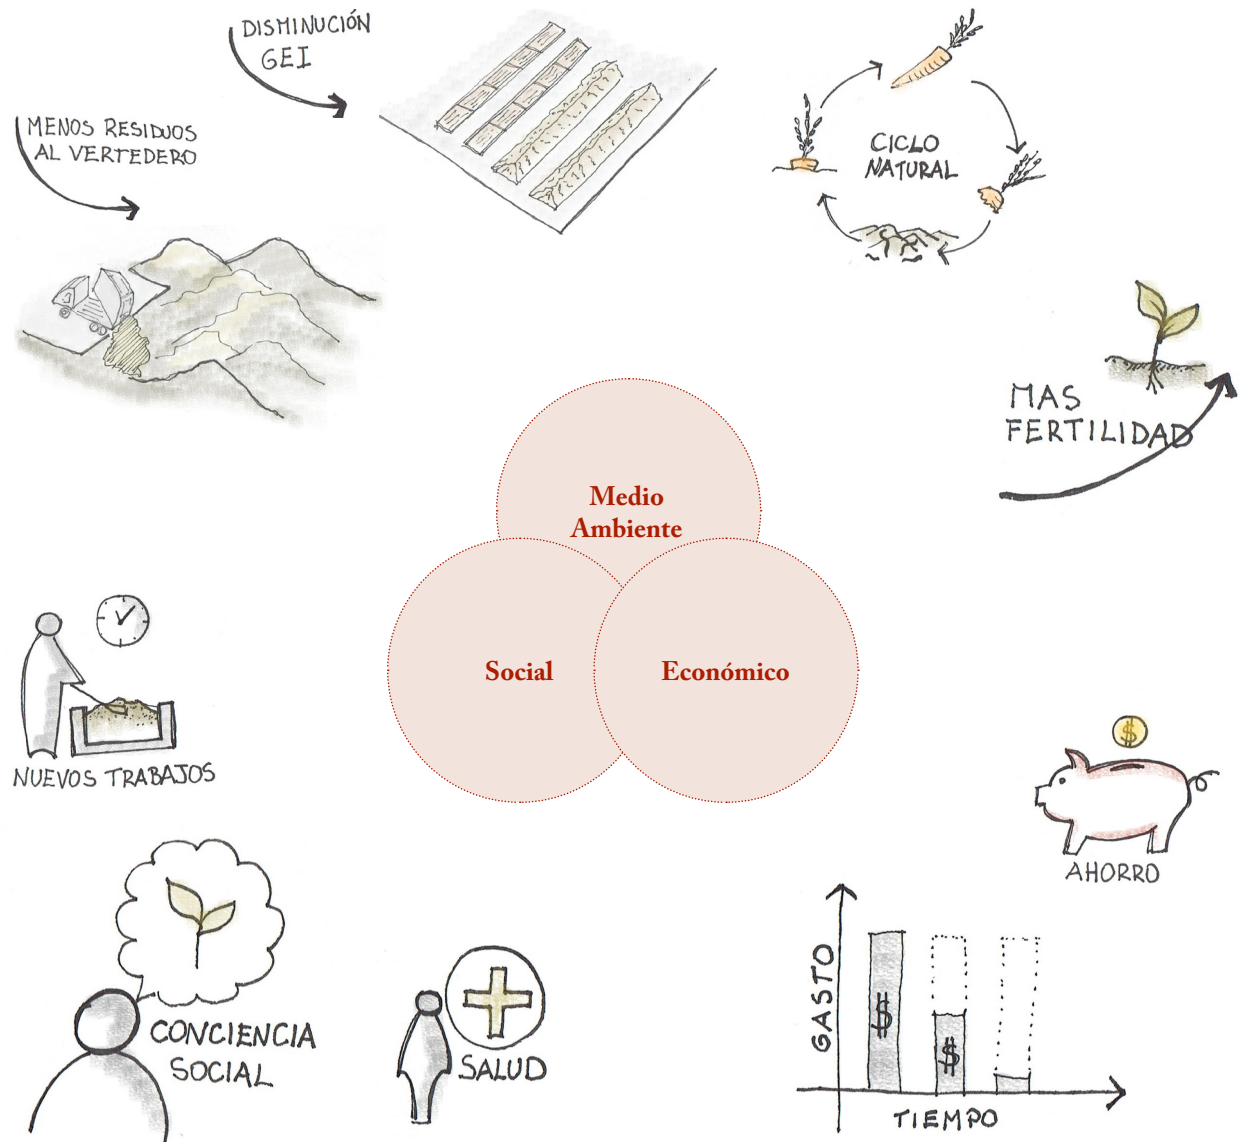 DISMINUCIÓN
GEI
MENOS RESIDUOS
AL VERTEDERO
CICLO
NATURAL
MAS
FERTILIDAD
Medio
Ambiente
Social
Económico
NUEVOS TRABAJOS
$
AHORRO
CONCIENCIA
SOCIAL
SALUD
GASTO
$
$
TIEMPO